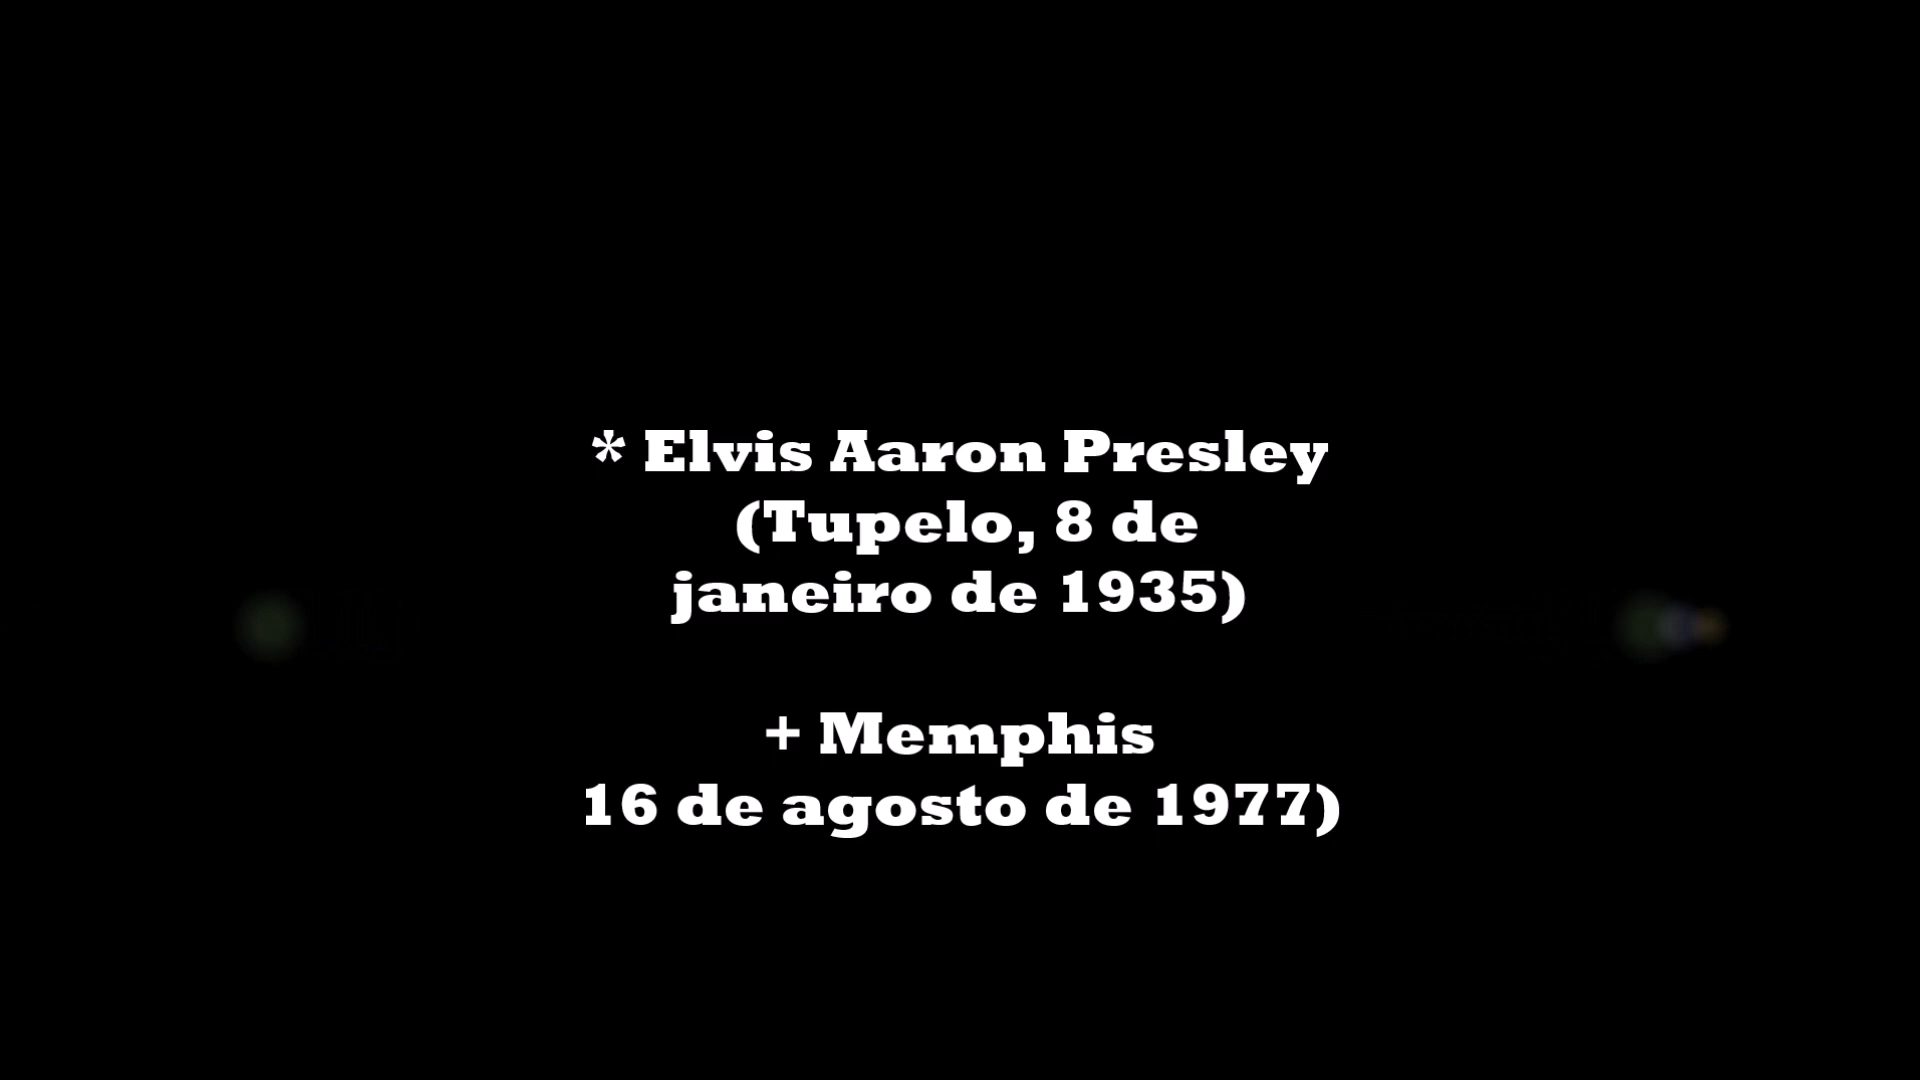 * Elvis Aaron Presley
(Tupelo, 8 de
janeiro de 1935)
+ Memphis
16 de agosto de 1977)